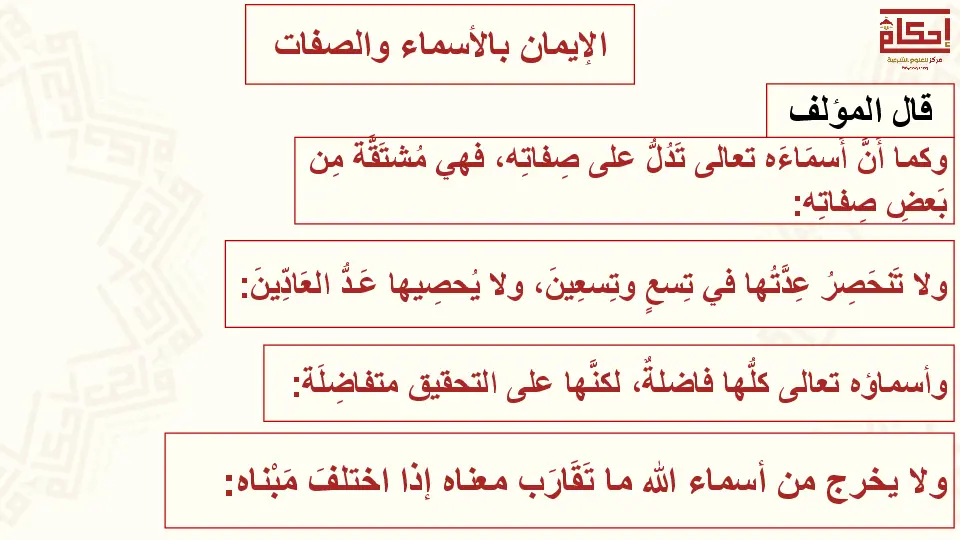 الإيمان بالأسماء والصفات
إحكام
مركز للعلوم الشرعية
قال المؤلف
وكما أَنَّ أَسمَاءَه تعالى تَدُلُّ على صِفاتِه، فهي مُشتَقَّة مِن
بَعضِ صِفاتِه:
ولا تَنحَصِرُ عِدَّتُها في تِسعٍ وتِسعِينَ، ولا يُحصِيها عَـدُّ العَادِّينَ:
وأسماؤه تعالى كلُّها فاضلةٌ، لكنَّها على التحقيق متفاضِلَة:
ولا يخرج من أسماء الله ما تَقَارَب معناه إذا اختلفَ مَبْناه: